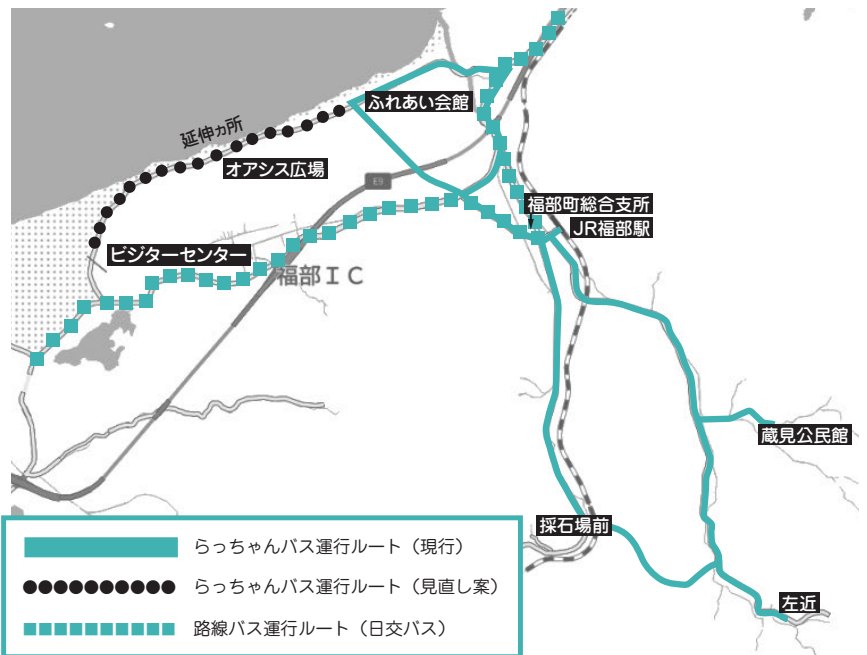 ふれあい会館
延伸ヵ所
オアシス広場
E9
福部町総合支所
JR福部駅
ビジターセンター
福部IC
蔵見公民館
採石場前
左近
らっちゃんバス運行ルート（現行）
らっちゃんバス運行ルート（見直し案）
路線バス運行ルート（日交バス）